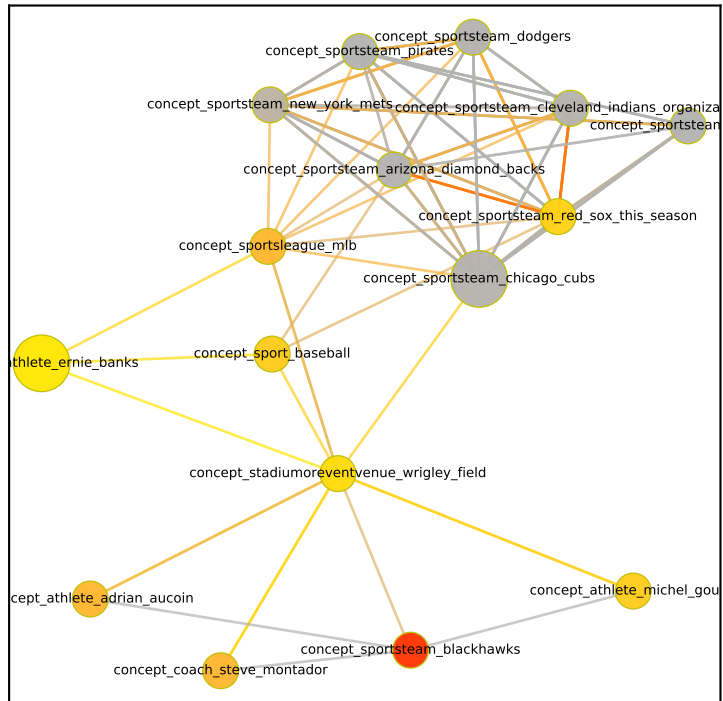 concept_sportsteam_dodgers
concept_sportsteam_pirates
concept_sportsteam_new_york_mets
concept_sportsteam_cleveland_indians_organiza
concept_sportsteam
concept_sportsteam_arizona_diamond_backs
concept_sportsteam_red_sox_this_season
concept_sportsleague_mlb
concept_sportsteam_chicago_cubs
concept_sport_baseball
athlete_ernie_banks
concept_stadiumoreventvenue_wrigley_field
concept_athlete_michel_gou
cept_athlete_adrian_aucoin
concept_sportsteam_blackhawks
concept_coach_steve_montador